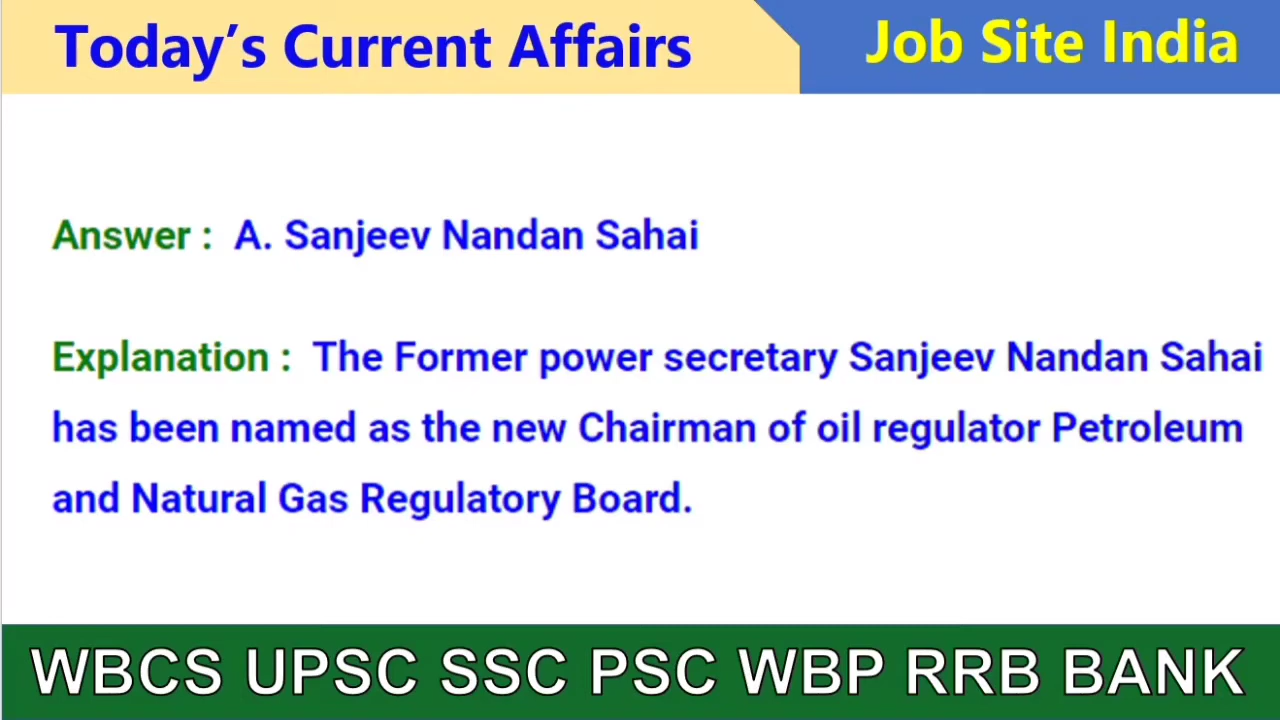 Today’s Current Affairs
Job Site India
Answer : A. Sanjeev Nandan Sahai
Explanation : The Former power secretary Sanjeev Nandan Sahai
has been named as the new Chairman of oil regulator Petroleum
and Natural Gas Regulatory Board.
WBCS UPSC SSC PSC WBP RRB BANK